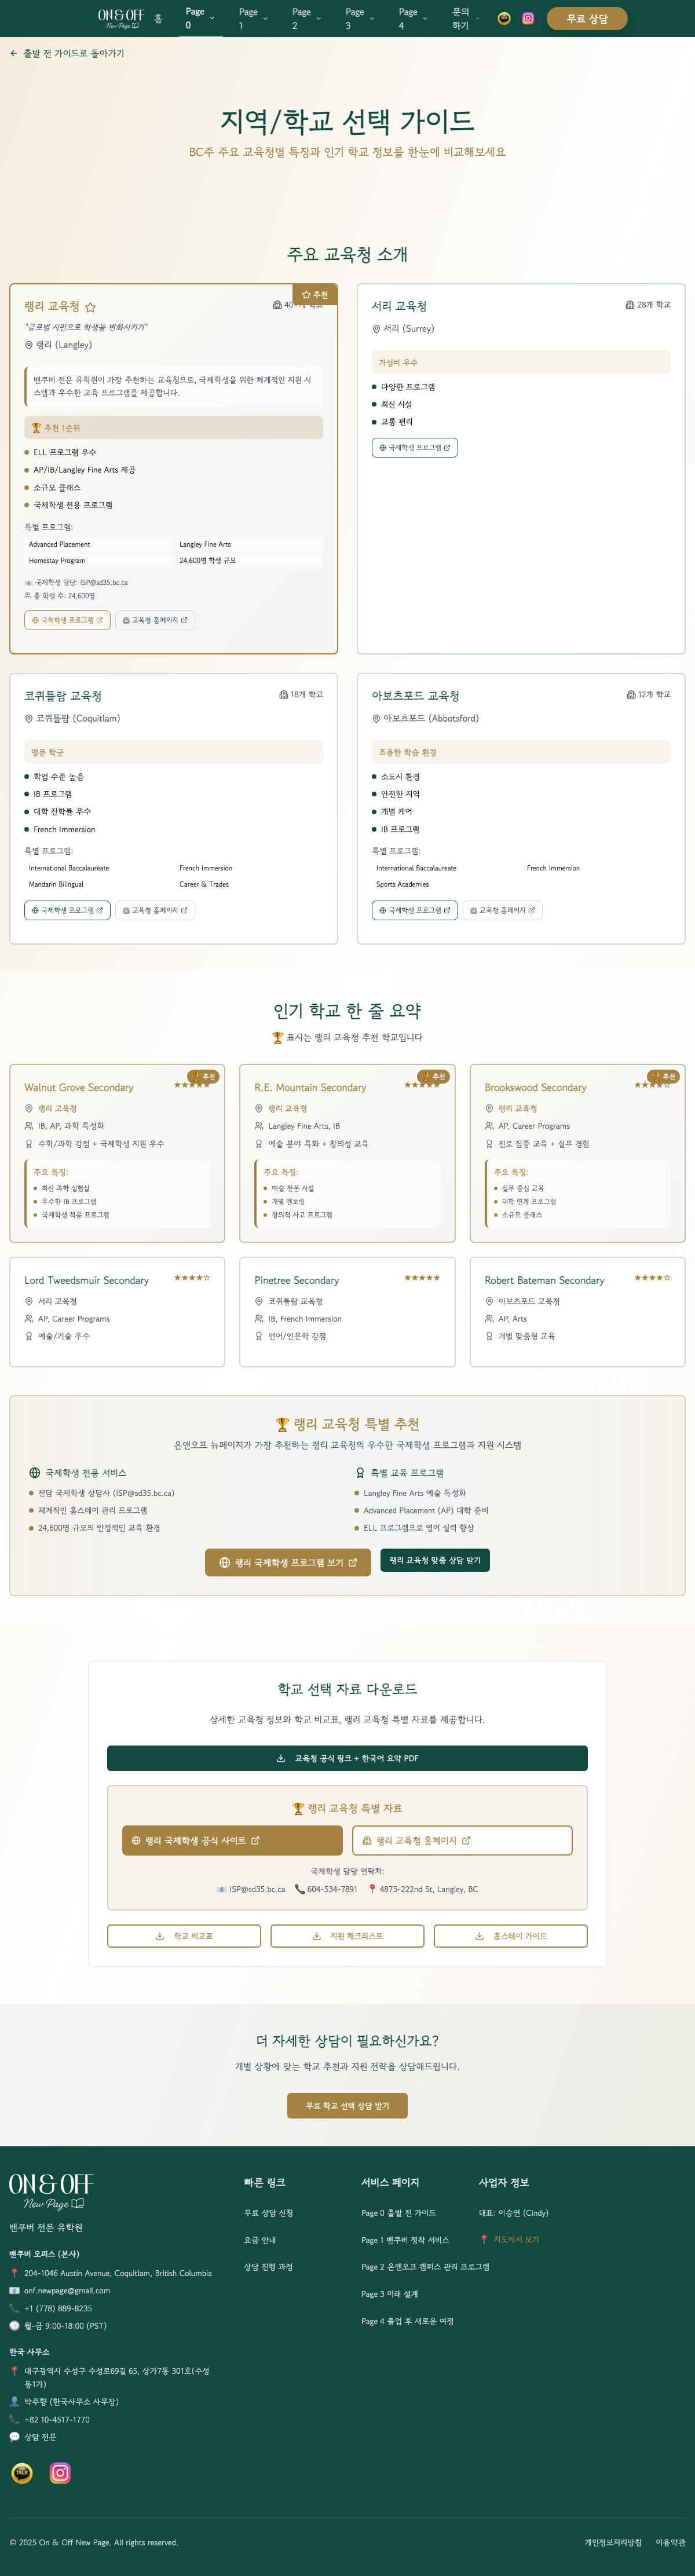 ON & OFF
New Page
홈
Page 0
Page 1
Page 2
Page 3
Page 4
문의하기
무료 상담
출발 전 가이드로 돌아가기
지역/학교 선택 가이드
BC주 주요 교육청별 특징과 인기 학교 정보를 한눈에 비교해보세요
주요 교육청 소개
랭리 교육청
추천
"글로벌 시민으로 학생들 변화시키기"
랭리 (Langley)
밴쿠버 전문 유학원이 가장 추천하는 교육청으로, 국제학생을 위한 체계적인 지원 시
스템과 우수한 교육 프로그램을 제공합니다.
🏆 추천 1순위
ELL 프로그램 우수
AP/IB/Langley Fine Arts 제공
소규모 클래스
국제학생 전용 프로그램
특별 프로그램:
Advanced Placement
Langley Fine Arts
Homestay Program
24,600명 학생 규모
📧 국제학생 담당: ISP@sd35.bc.ca
총 학생 수: 24,600명
국제학생 프로그램
교육청 홈페이지
서리 교육청
28개 학교
서리 (Surrey)
가성비 우수
다양한 프로그램
최신 시설
교통 편리
국제학생 프로그램
코퀴틀람 교육청
18개 학교
코퀴틀람 (Coquitlam)
명문 학군
학업 수준 높음
IB 프로그램
대학 진학률 우수
French Immersion
특별 프로그램:
International Baccalaureate
French Immersion
Mandarin Bilingual
Career & Trades
국제학생 프로그램
교육청 홈페이지
아보츠포드 교육청
12개 학교
아보츠포드 (Abbotsford)
조용한 학습 환경
소도시 환경
안전한 지역
개별 케어
IB 프로그램
특별 프로그램:
International Baccalaureate
French Immersion
Sports Academies
국제학생 프로그램
교육청 홈페이지
인기 학교 한 줄 요약
🏆 표시는 랭리 교육청 추천 학교입니다
Walnut Grove Secondary
🏆 추천
랭리 교육청
IB, AP, 과학 특성화
수학/과학 강점 + 국제학생 지원 우수
주요 특징:
최신 과학 실험실
우수한 IB 프로그램
국제학생 적응 프로그램
R.E. Mountain Secondary
🏆 추천
랭리 교육청
Langley Fine Arts, IB
예술 분야 특화 + 창의성 교육
주요 특징:
예술 전문 시설
개별 멘토링
창의적 사고 프로그램
Brookswood Secondary
🏆 추천
랭리 교육청
AP, Career Programs
진로 집중 교육 + 실무 경험
주요 특징:
실무 중심 교육
대학 연계 프로그램
소규모 클래스
Lord Tweedsmuir Secondary
★★★★☆
서리 교육청
AP, Career Programs
예술/기술 우수
Pinetree Secondary
★★★★★
코퀴틀람 교육청
IB, French Immersion
언어/인문학 강점
Robert Bateman Secondary
★★★★☆
아보츠포드 교육청
AP, Arts
개별 맞춤형 교육
🏆 랭리 교육청 특별 추천
온앤오프 뉴페이지가 가장 추천하는 랭리 교육청의 우수한 국제학생 프로그램과 지원 시스템
국제학생 전용 서비스
전담 국제학생 상담사 (ISP@sd35.bc.ca)
체계적인 홈스테이 관리 프로그램
24,600명 규모의 안정적인 교육 환경
특별 교육 프로그램
Langley Fine Arts 예술 특성화
Advanced Placement (AP) 대학 준비
ELL 프로그램으로 영어 실력 향상
랭리 국제학생 프로그램 보기
랭리 교육청 맞춤 상담 받기
학교 선택 자료 다운로드
상세한 교육청 정보와 학교 비교표, 랭리 교육청 특별 자료를 제공합니다.
교육청 공식 링크 + 한국어 요약 PDF
🏆 랭리 교육청 특별 자료
랭리 국제학생 공식 사이트
랭리 교육청 홈페이지
국제학생 담당 연락처:
📧 ISP@sd35.bc.ca
📞 604-534-7891
📍 4875-222nd St, Langley, BC
학교 비교표
지원 체크리스트
홈스테이 가이드
더 자세한 상담이 필요하신가요?
개별 상황에 맞는 학교 추천과 지원 전략을 상담해드립니다.
무료 학교 선택 상담 받기
ON & OFF
New Page
밴쿠버 전문 유학원
밴쿠버 오피스 (본사)
📍 204-1046 Austin Avenue, Coquitlam, British Columbia
📧 onf.newpage@gmail.com
📞 +1 (778) 889-8235
🕒 월-금 9:00-18:00 (PST)
한국 사무소
📍 대구광역시 수성구 수성로69길 65, 상가7동 301호(수성
동1가)
👤 박주향 (한국사무소 사무장)
📞 +82 10-4517-1770
💬 상담 전문
TALK
빠른 링크
무료 상담 신청
요금 안내
상담 진행 과정
서비스 페이지
Page 0 출발 전 가이드
Page 1 밴쿠버 정착 서비스
Page 2 온앤오프 캠퍼스 관리 프로그램
Page 3 미래 설계
Page 4 졸업 후 새로운 여정
사업자 정보
대표: 이승연 (Cindy)
📍 지도에서 보기
© 2025 On & Off New Page. All rights reserved.
개인정보처리방침
이용약관